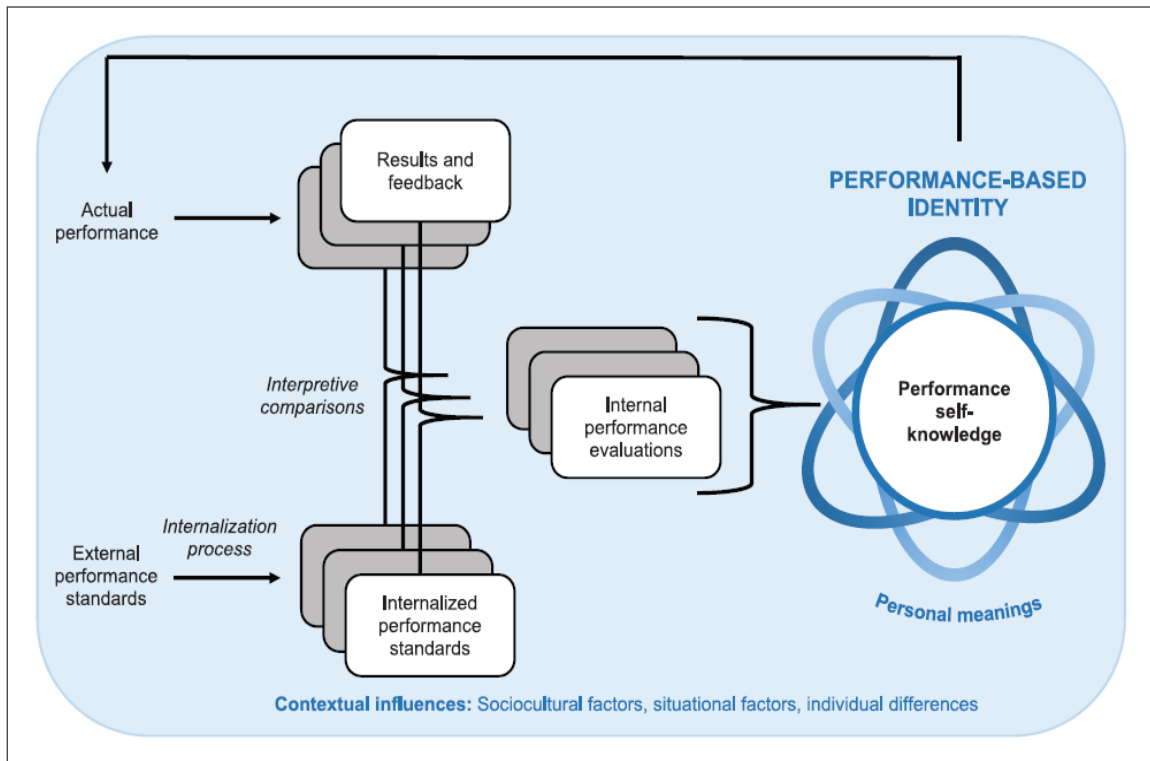 Results and
feedback
PERFORMANCE-BASED
IDENTITY
Actual
performance
Interpretive
comparisons
Internal
performance
evaluations
Performance
self-
knowledge
Internalization
process
External
performance
standards
Internalized
performance
standards
Personal meanings
Contextual influences: Sociocultural factors, situational factors, individual differences